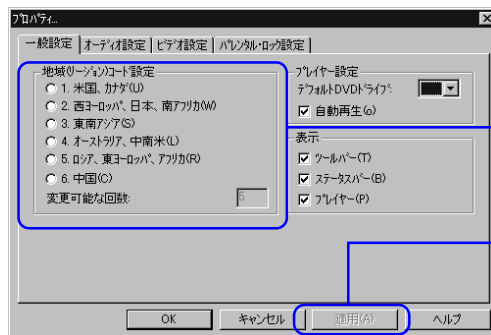 プロパティ...
一般設定 オーディオ設定 ビデオ設定 パレンタル・ロック設定
地域(リージョン)コード設定
1. 米国、カナダ(U)
2. 西ヨーロッパ、日本、南アフリカ(W)
3. 東南アジア(S)
4. オーストラリア、中南米(L)
5. ロシア、東ヨーロッパ、アフリカ(R)
6. 中国(C)
変更可能な回数: 5
プレイヤー設定
デフォルトDVDドライブ:
自動再生(o)
表示
ツールバー(T)
ステータスバー(B)
プレイヤー(P)
OK キャンセル 適用(A) ヘルプ